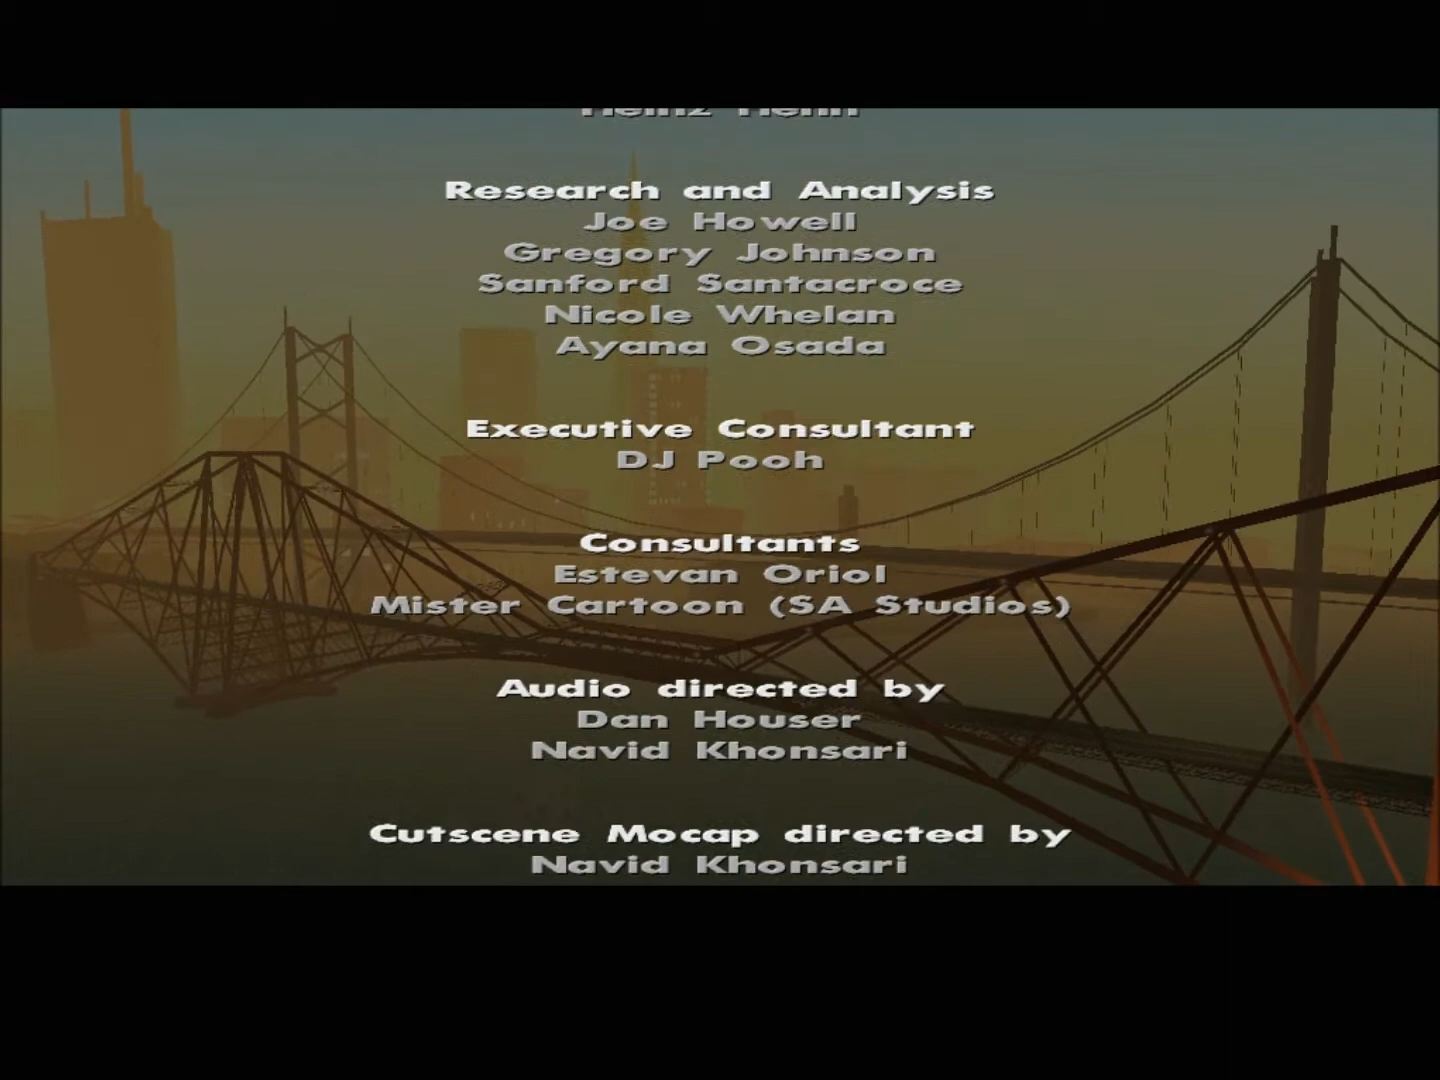 Research and Analysis
Joe Howell
Gregory Johnson
Sanford Santacroce
Nicole Whelan
Ayana Osada
Executive Consultant
DJ Pooh
Consultants
Estevan Oriol
Mister Cartoon (SA Studios)
Audio directed by
Dan Houser
Navid Khonsari
Cutscene Mocap directed by
Navid Khonsari